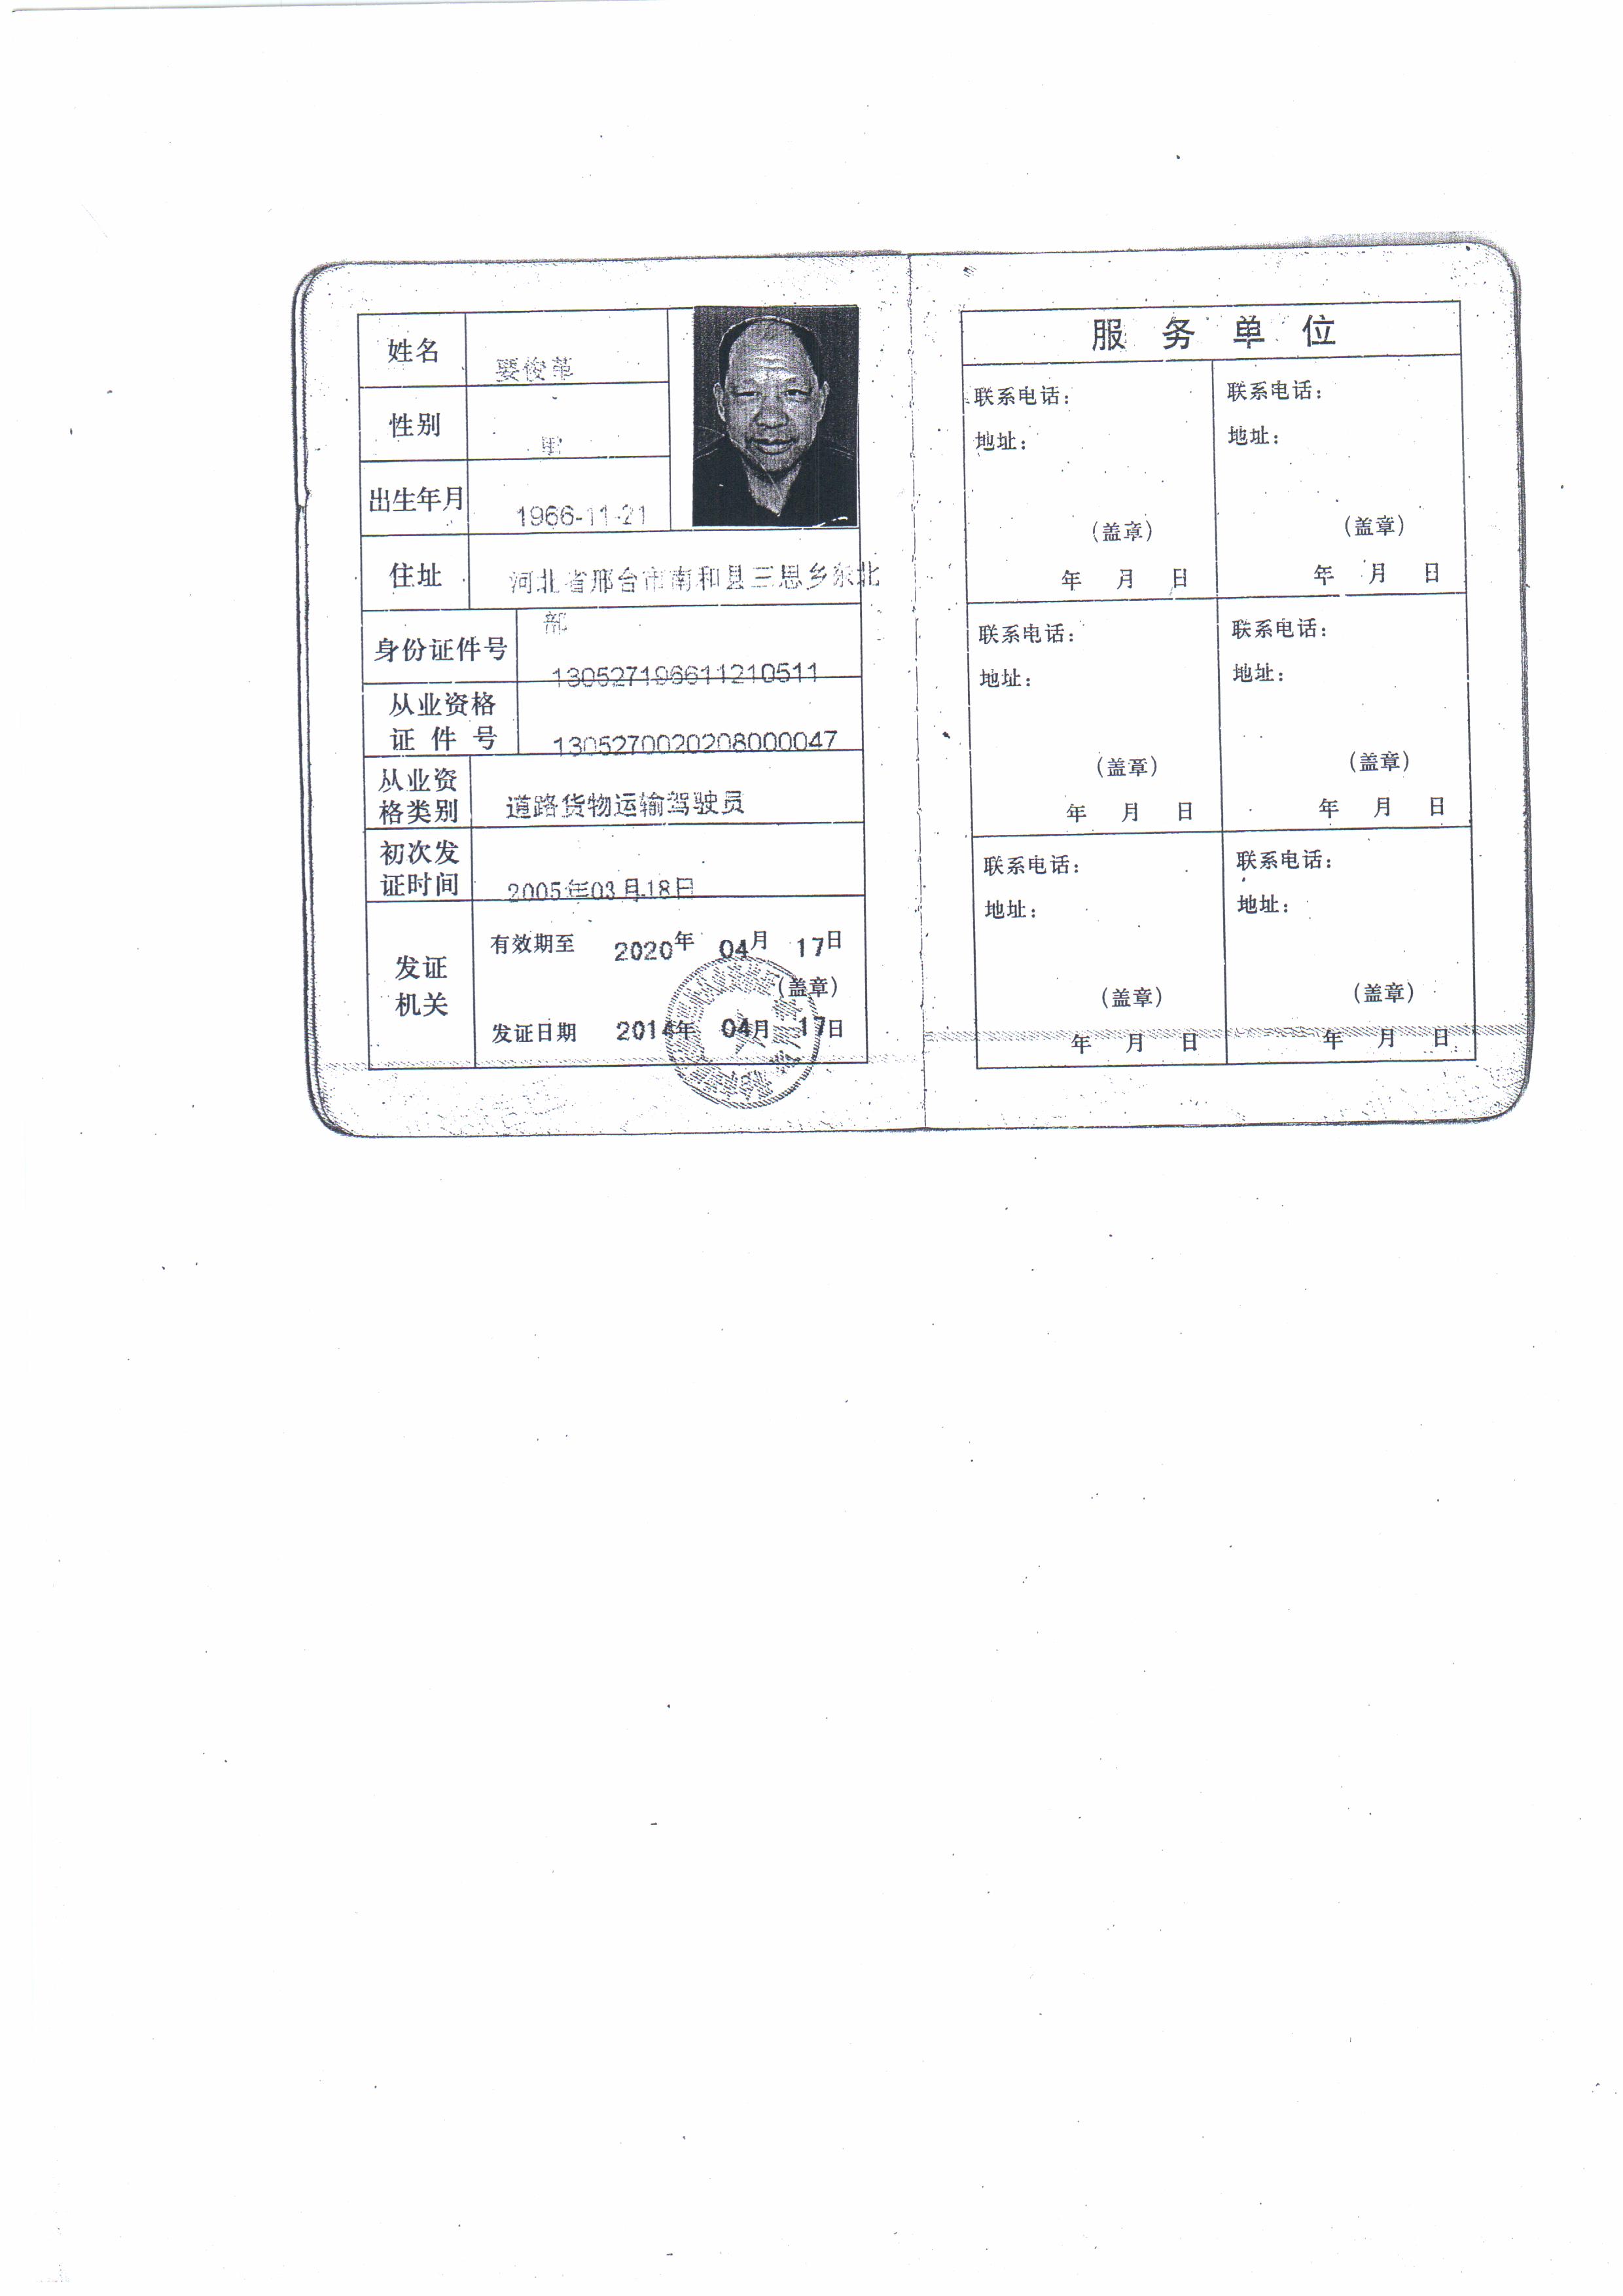 姓名 要俊革
性别 男
出生年月 1966-11-21
住址 河北省邢台市南和县三思乡东北
部
身份证件号 130527196611210511
从业资格
证件号 1305270020208000047
从业资
格类别 道路货物运输驾驶员
初次发
证时间 2005年03月18日
发证
机关
有效期至 2020年 04月 17日
(盖章)
发证日期 2014年 04月 17日
服务单位
联系电话:
地址:
(盖章)
年 月 日
联系电话:
地址:
(盖章)
年 月 日
联系电话:
地址:
(盖章)
年 月 日
联系电话:
地址:
(盖章)
年 月 日
联系电话:
地址:
(盖章)
年 月 日
联系电话:
地址:
(盖章)
年 月 日